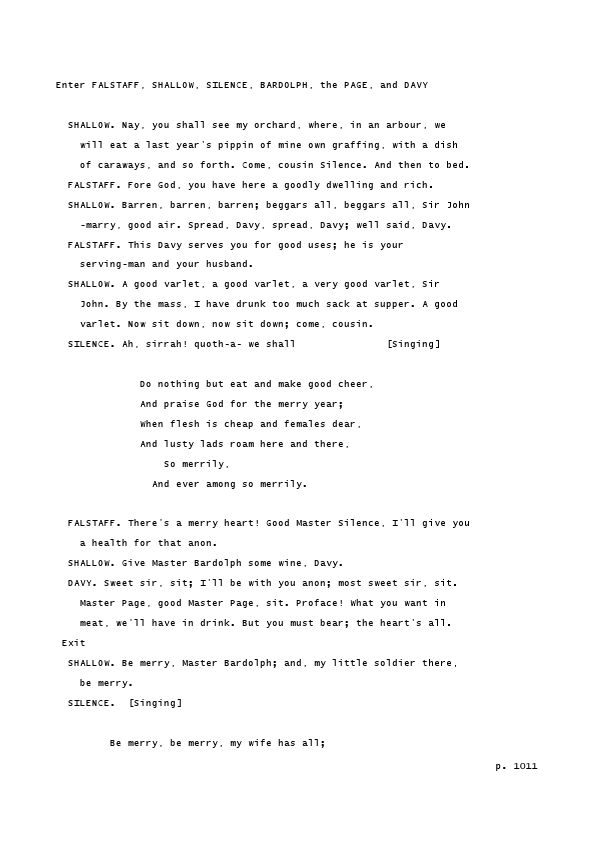 Enter FALSTAFF, SHALLOW, SILENCE, BARDOLPH, the PAGE, and DAVY
SHALLOW. Nay, you shall see my orchard, where, in an arbour, we
will eat a last year's pippin of mine own graffing, with a dish
of caraways, and so forth. Come, cousin Silence. And then to bed.
FALSTAFF. Fore God, you have here a goodly dwelling and rich.
SHALLOW. Barren, barren, barren; beggars all, beggars all, Sir John
-marry, good air. Spread, Davy, spread, Davy; well said, Davy.
FALSTAFF. This Davy serves you for good uses; he is your
serving-man and your husband.
SHALLOW. A good varlet, a good varlet, a very good varlet, Sir
John. By the mass, I have drunk too much sack at supper. A good
varlet. Now sit down, now sit down; come, cousin.
SILENCE. Ah, sirrah! quoth-a- we shall [Singing]
Do nothing but eat and make good cheer,
And praise God for the merry year;
When flesh is cheap and females dear,
And lusty lads roam here and there,
So merrily,
And ever among so merrily.
FALSTAFF. There's a merry heart! Good Master Silence, I'll give you
a health for that anon.
SHALLOW. Give Master Bardolph some wine, Davy.
DAVY. Sweet sir, sit; I'll be with you anon; most sweet sir, sit.
Master Page, good Master Page, sit. Proface! What you want in
meat, we'll have in drink. But you must bear; the heart's all.
Exit
SHALLOW. Be merry, Master Bardolph; and, my little soldier there,
be merry.
SILENCE. [Singing]
Be merry, be merry, my wife has all;
p. 1011